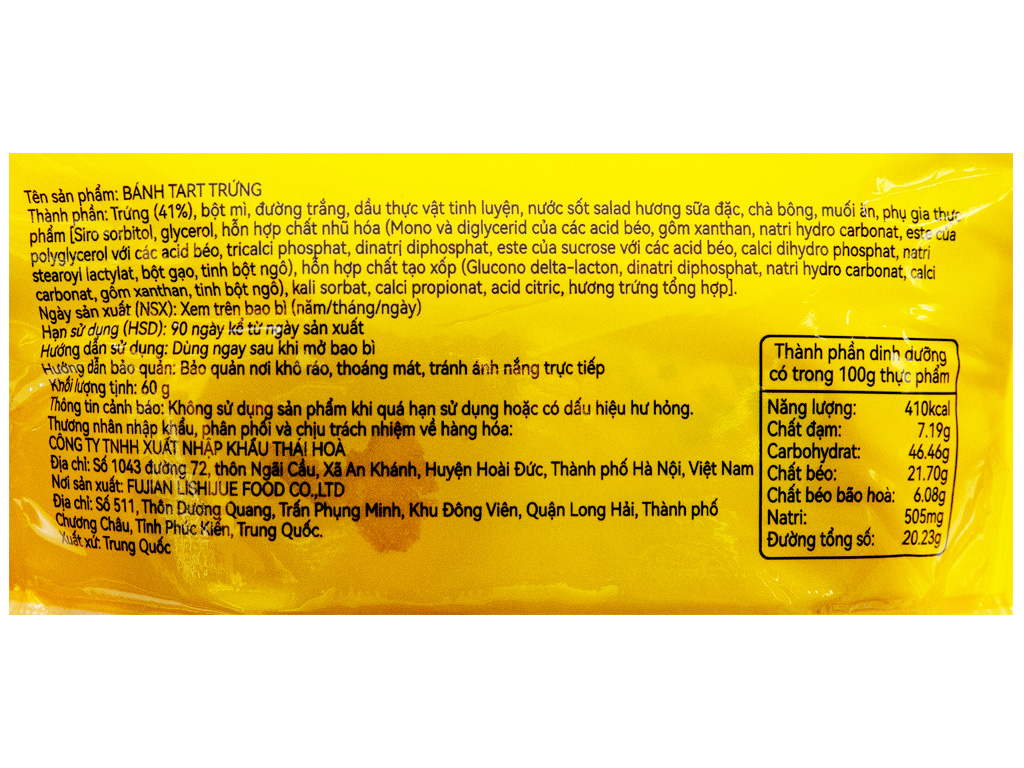 Tên sản phẩm: BÁNH TART TRỨNG
Thành phần: Trứng (41%), bột mì, đường trắng, dầu thực vật tinh luyện, nước sốt salad hương sữa đặc, chà bông, muối ăn, phụ gia thực
phẩm [Siro sorbitol, glycerol, hỗn hợp chất nhũ hóa (Mono và diglycerid của các acid béo, gôm xanthan, natri hydro carbonat, este của
polyglycerol với các acid béo, tricalci phosphat, dinatri diphosphat, este của sucrose với các acid béo, calci dihydro phosphat, natri
stearoyl lactylat, bột gạo, tinh bột ngô), hỗn hợp chất tạo xốp (Glucono delta-lacton, dinatri diphosphat, natri hydro carbonat, calci
carbonat, gôm xanthan, tinh bột ngô), kali sorbat, calci propionat, acid citric, hương trứng tổng hợp].
Ngày sản xuất (NSX): Xem trên bao bì (năm/tháng/ngày)
Hạn sử dụng (HSD): 90 ngày kể từ ngày sản xuất
Hướng dẫn sử dụng: Dùng ngay sau khi mở bao bì
Hướng dẫn bảo quản: Bảo quản nơi khô ráo, thoáng mát, tránh ánh nắng trực tiếp
Khối lượng tịnh: 60 g
Thông tin cảnh báo: Không sử dụng sản phẩm khi quá hạn sử dụng hoặc có dấu hiệu hư hỏng.
Thương nhân nhập khẩu, phân phối và chịu trách nhiệm về hàng hóa:
CÔNG TY TNHH XUẤT NHẬP KHẨU THÁI HOÀ
Địa chỉ: Số 1043 đường 72, thôn Ngãi Cầu, Xã An Khánh, Huyện Hoài Đức, Thành phố Hà Nội, Việt Nam
Nơi sản xuất: FUJIAN LISHIJUE FOOD CO.,LTD
Địa chỉ: Số 511, Thôn Dương Quang, Trấn Phụng Minh, Khu Đông Viên, Quận Long Hải, Thành phố
Chương Châu, Tỉnh Phúc Kiến, Trung Quốc.
Xuất xứ: Trung Quốc
Thành phần dinh dưỡng
có trong 100g thực phẩm
Năng lượng: 410kcal
Chất đạm: 7.19g
Carbohydrat: 46.46g
Chất béo: 21.70g
Chất béo bão hoà: 6.08g
Natri: 505mg
Đường tổng số: 20.23g